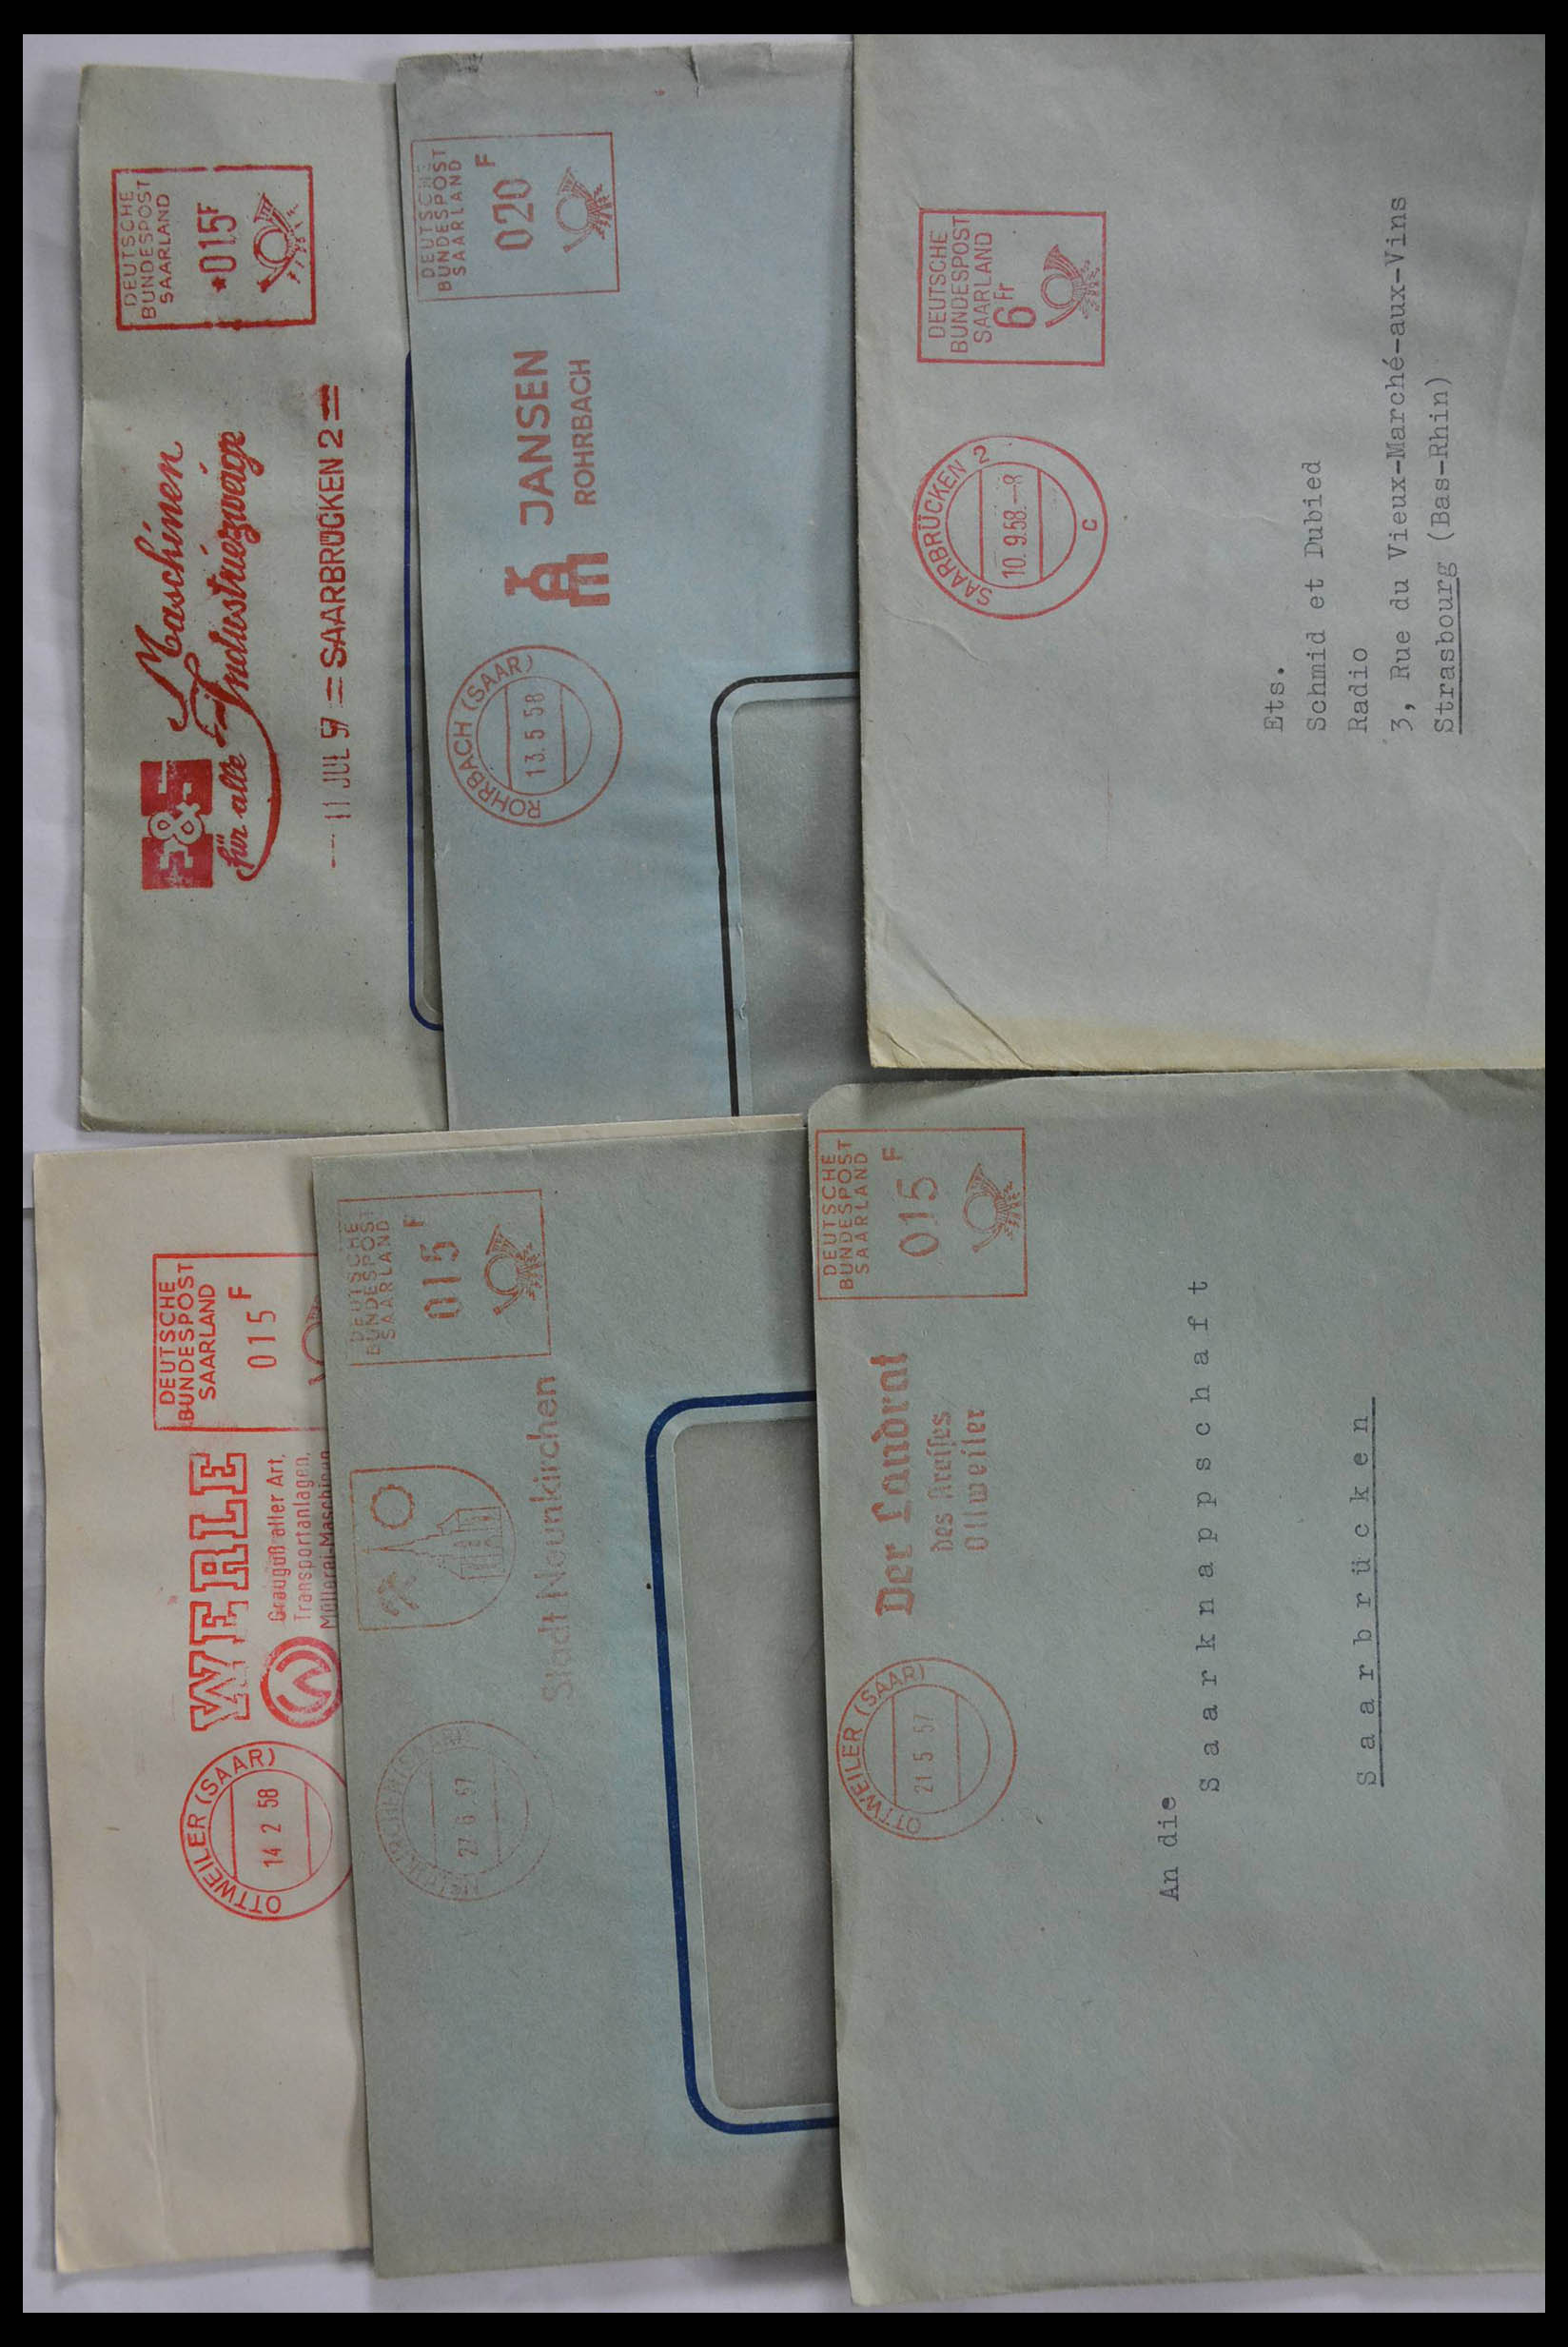 DEUTSCHE
BUNDESPOST
SAARLAND
*015F
F&S Maschinen
für alle Industriezweige
11 JUL 57 = SAARBRÜCKEN 2 =
DEUTSCHE
BUNDESPOST
SAARLAND
020 F
JANSEN
ROHRBACH
ROHRBACH (SAAR)
13.5 58
DEUTSCHE
BUNDESPOST
SAARLAND
6 Fr
SAARBRÜCKEN 2
10.9.58.-8
c
Ets.
Schmid et Dubied
Radio
3, Rue du Vieux-Marché-aux-Vins
Strasbourg (Bas-Rhin)
DEUTSCHE
BUNDESPOST
SAARLAND
015 F
WERLE
Grauguß aller Art,
Transportanlagen,
Müllerei-Maschinen
OTTWEILER (SAAR)
14 2 58
DEUTSCHE
BUNDESPOST
SAARLAND
015 F
Stadt Neunkirchen
27 6 57
DEUTSCHE
BUNDESPOST
SAARLAND
015 F
Der Landrat
des Kreises
Ottweiler
OTTWEILER (SAAR)
21 5 57
An die
Saarknappschaft
Saarbrücken